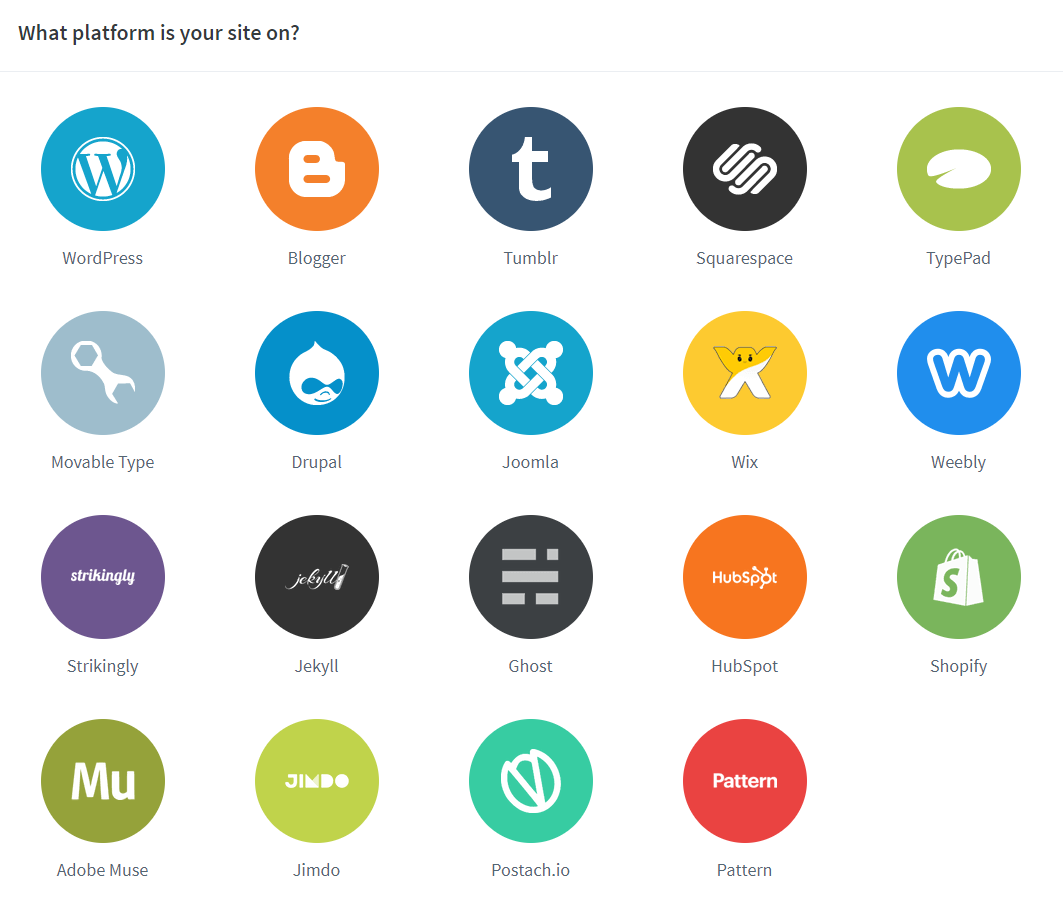 What platform is your site on?
WordPress
Blogger
Tumblr
Squarespace
TypePad
Movable Type
Drupal
Joomla
Wix
Weebly
strikingly
jekyll
HubSpot
Strikingly
Jekyll
Ghost
HubSpot
Shopify
Mu
JIMDO
Pattern
Adobe Muse
Jimdo
Postach.io
Pattern